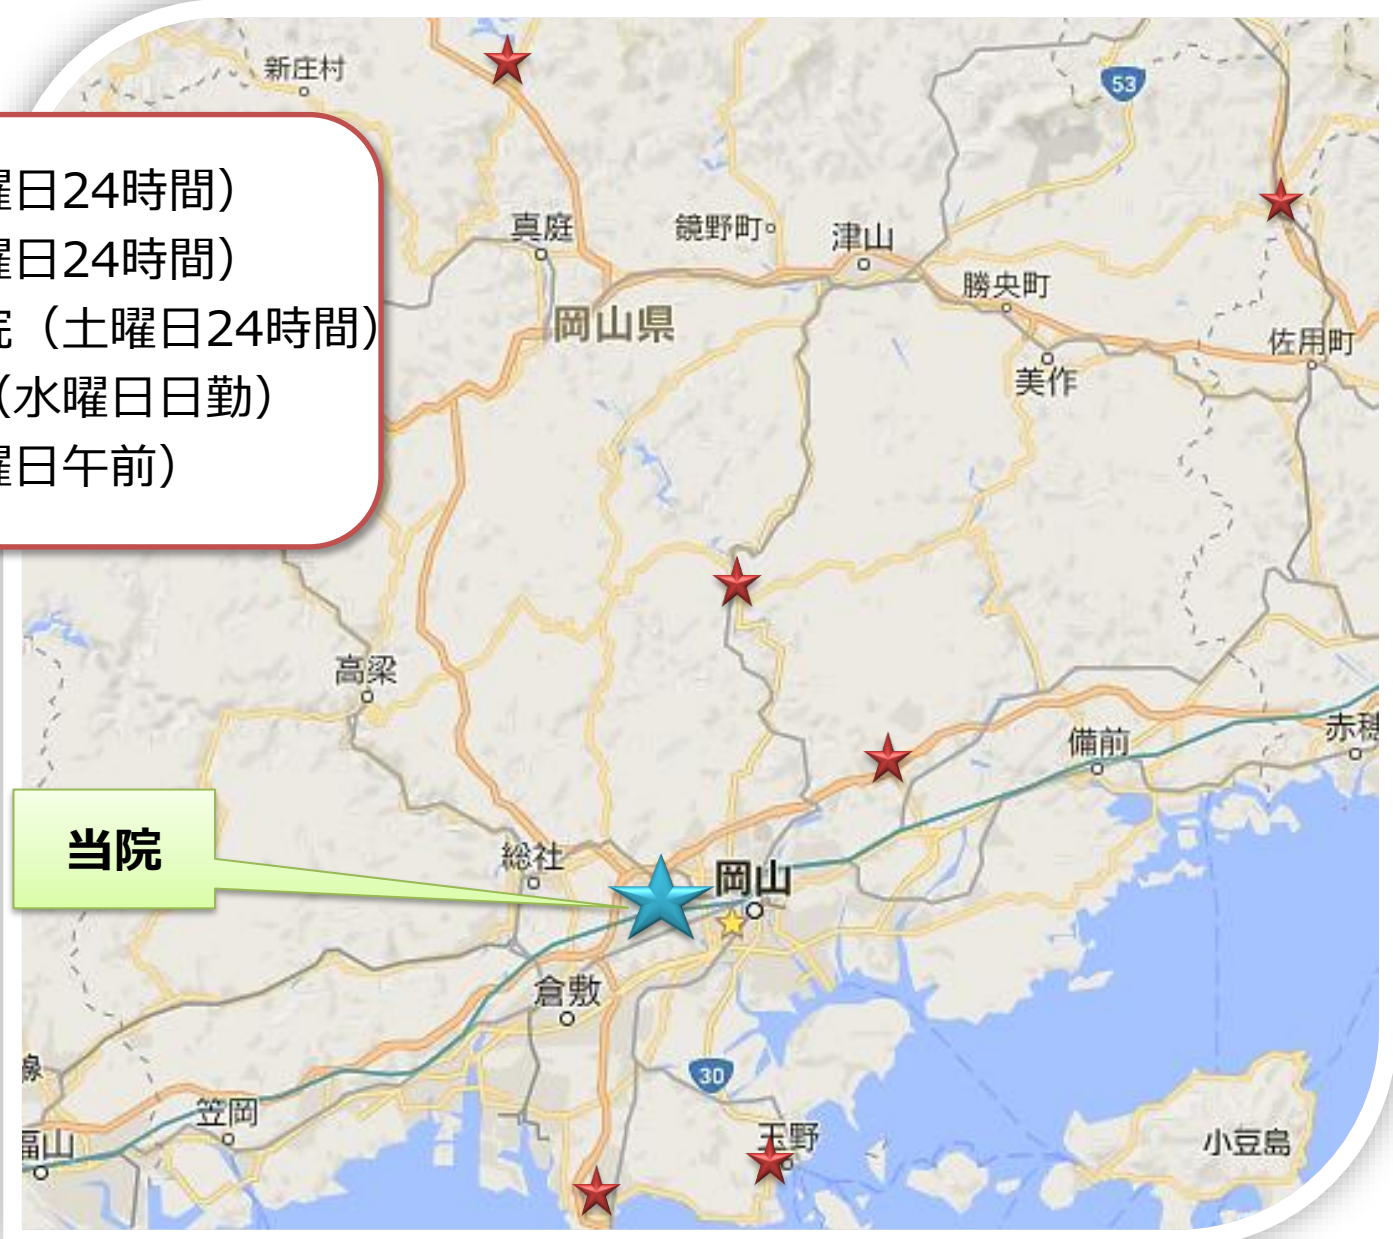 新庄村
53
曜日24時間）
曜日24時間）
院（土曜日24時間）
（水曜日日勤）
曜日午前）
真庭
鏡野町
津山
勝央町
岡山県
佐用町
美作
高梁
備前
赤穂
当院
総社
岡山
倉敷
線
30
笠岡
玉野
福山
小豆島